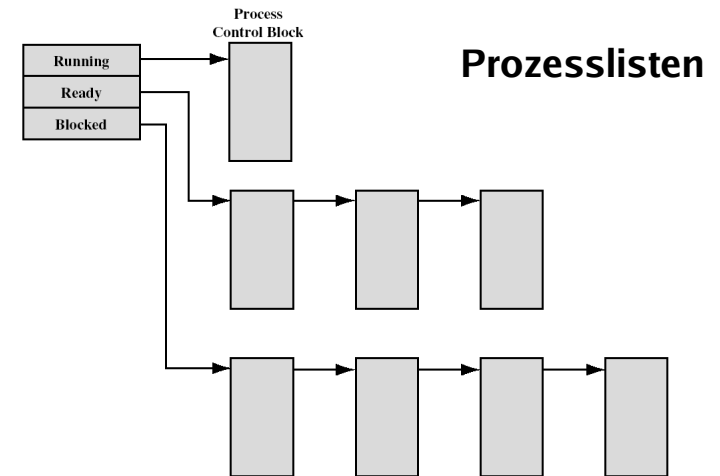 Process
Control Block
Prozesslisten
Running
Ready
Blocked